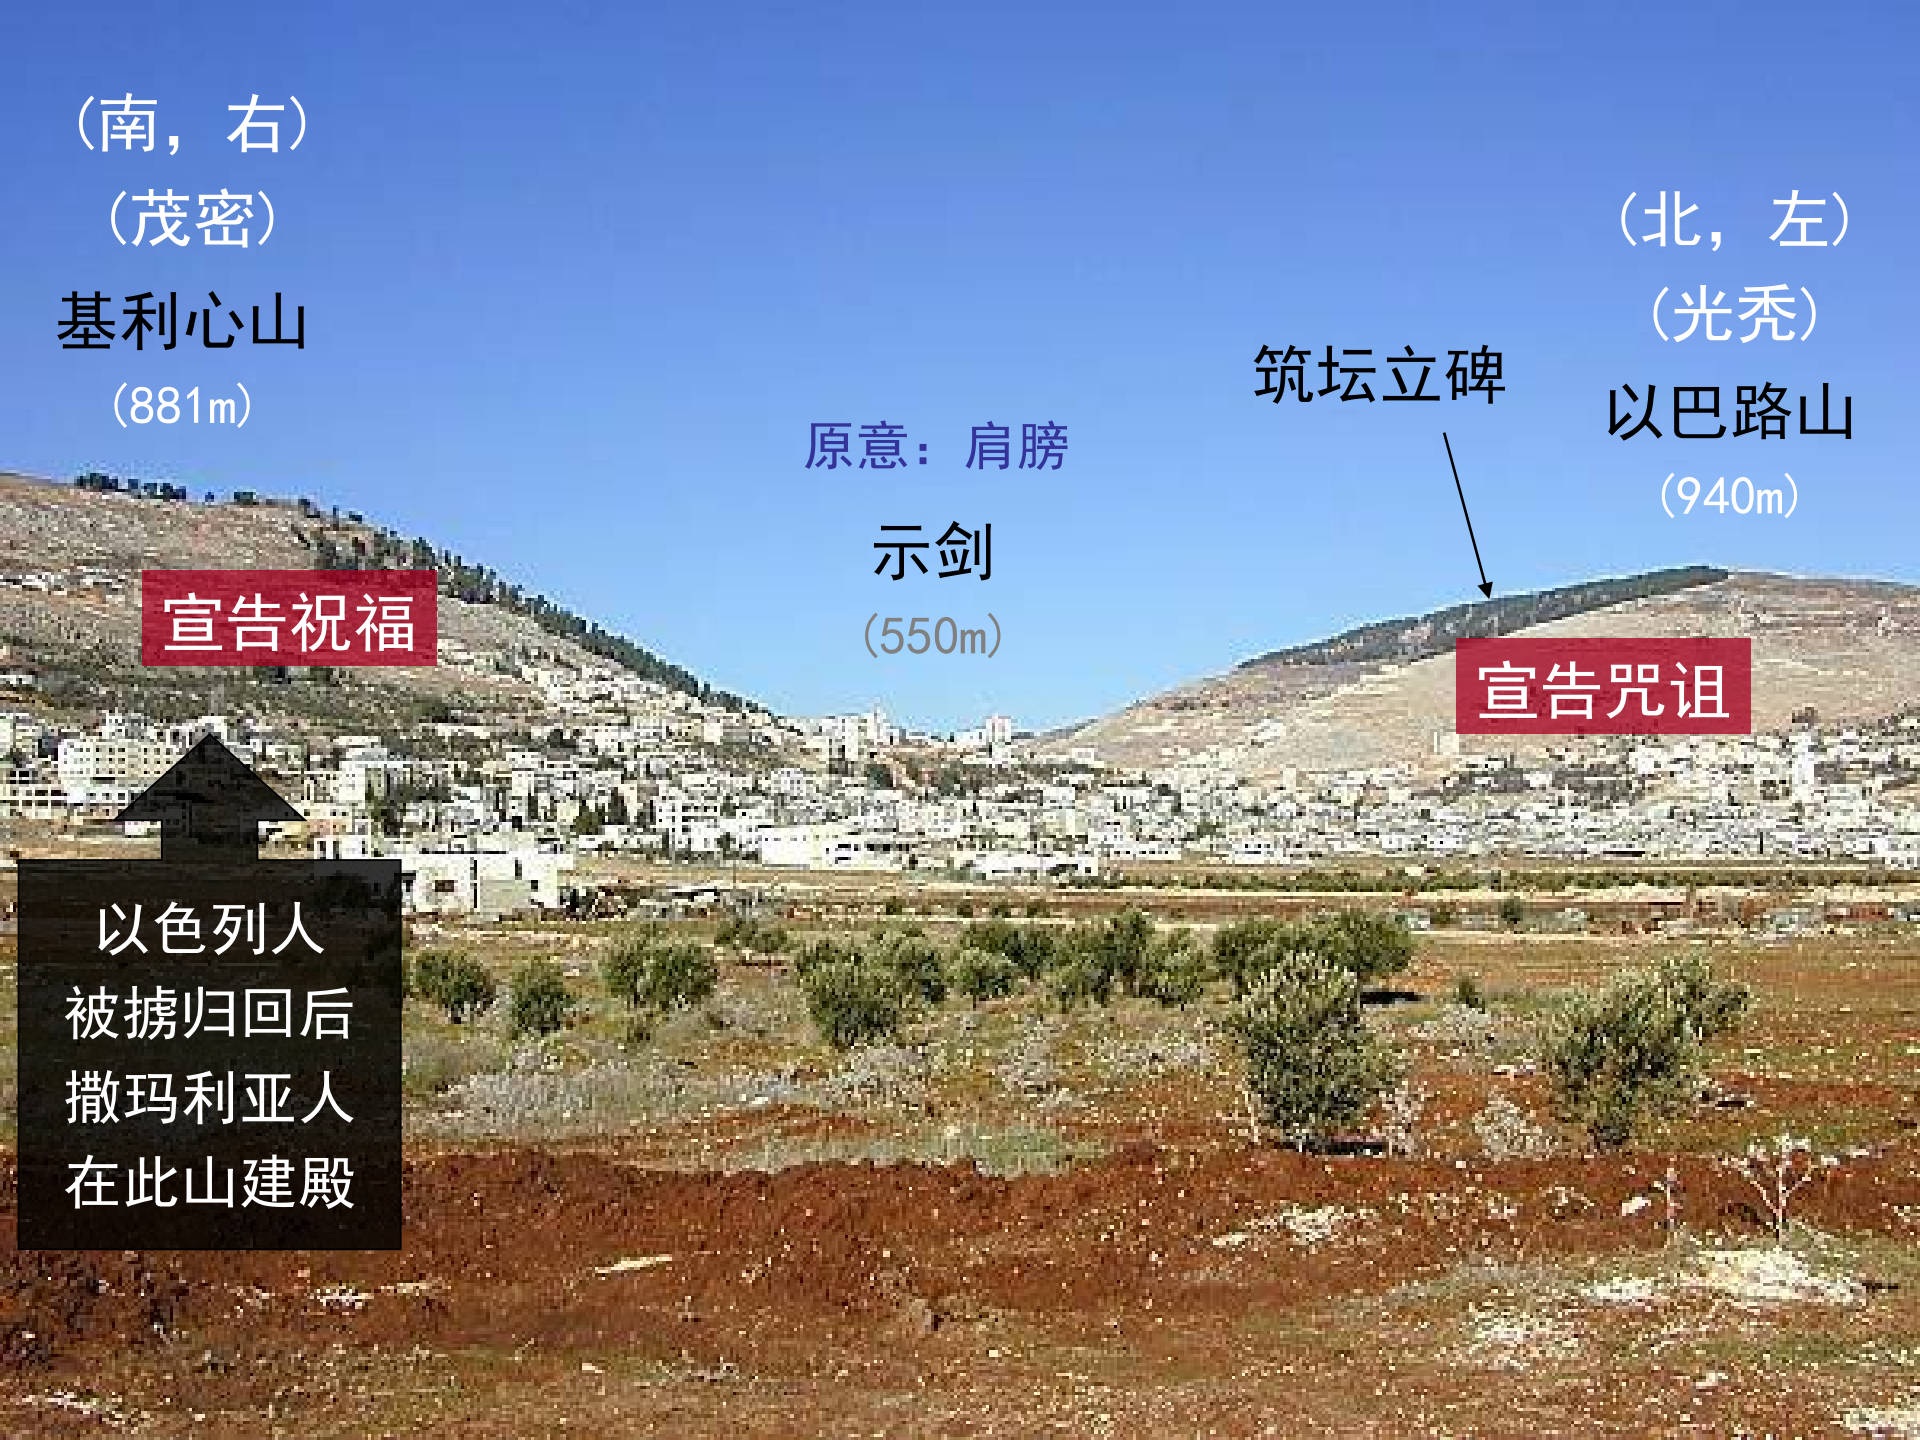 (南，右)
(茂密)
基利心山
(881m)
宣告祝福
以色列人
被掳归回后
撒玛利亚人
在此山建殿
原意：肩膀
示剑
(550m)
筑坛立碑
(北，左)
(光秃)
以巴路山
(940m)
宣告咒诅